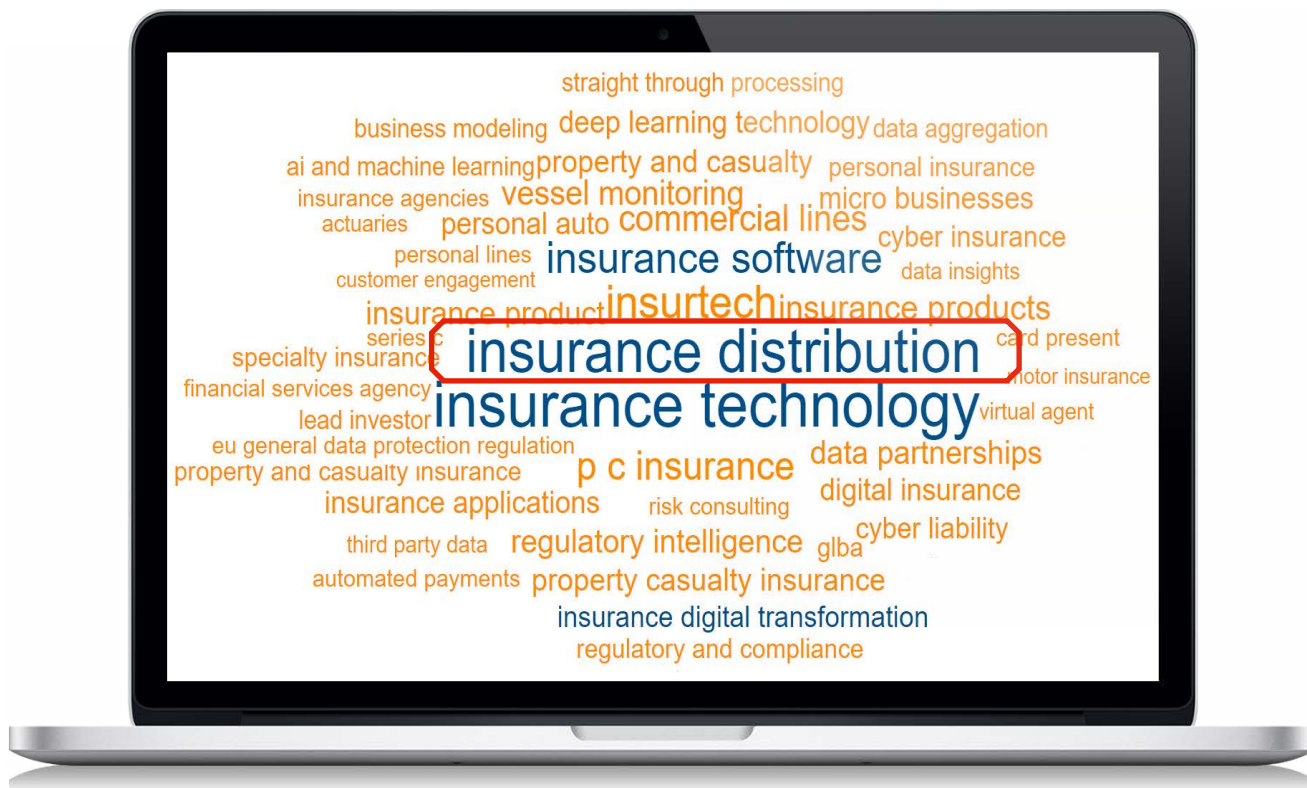 straight through processing
business modeling deep learning technology data aggregation
ai and machine learning property and casualty personal insurance
insurance agencies vessel monitoring micro businesses
actuaries personal auto commercial lines
cyber insurance
personal lines insurance software data insights
customer engagement
insurance product insurtech insurance products
series c insurance distribution card present
specialty insurance
financial services agency motor insurance
lead investor insurance technology virtual agent
eu general data protection regulation
property and casualty insurance p c insurance data partnerships
insurance applications risk consulting digital insurance
third party data regulatory intelligence glba cyber liability
automated payments property casualty insurance
insurance digital transformation
regulatory and compliance